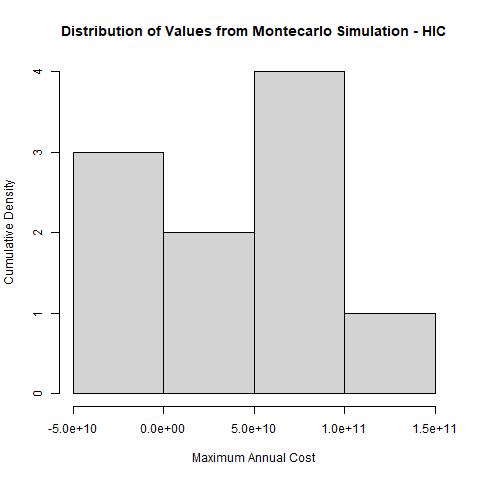 Distribution of Values from Montecarlo Simulation - HIC
Cumulative Density
4
3
2
1
0
-5.0e+10 0.0e+00 5.0e+10 1.0e+11 1.5e+11
Maximum Annual Cost